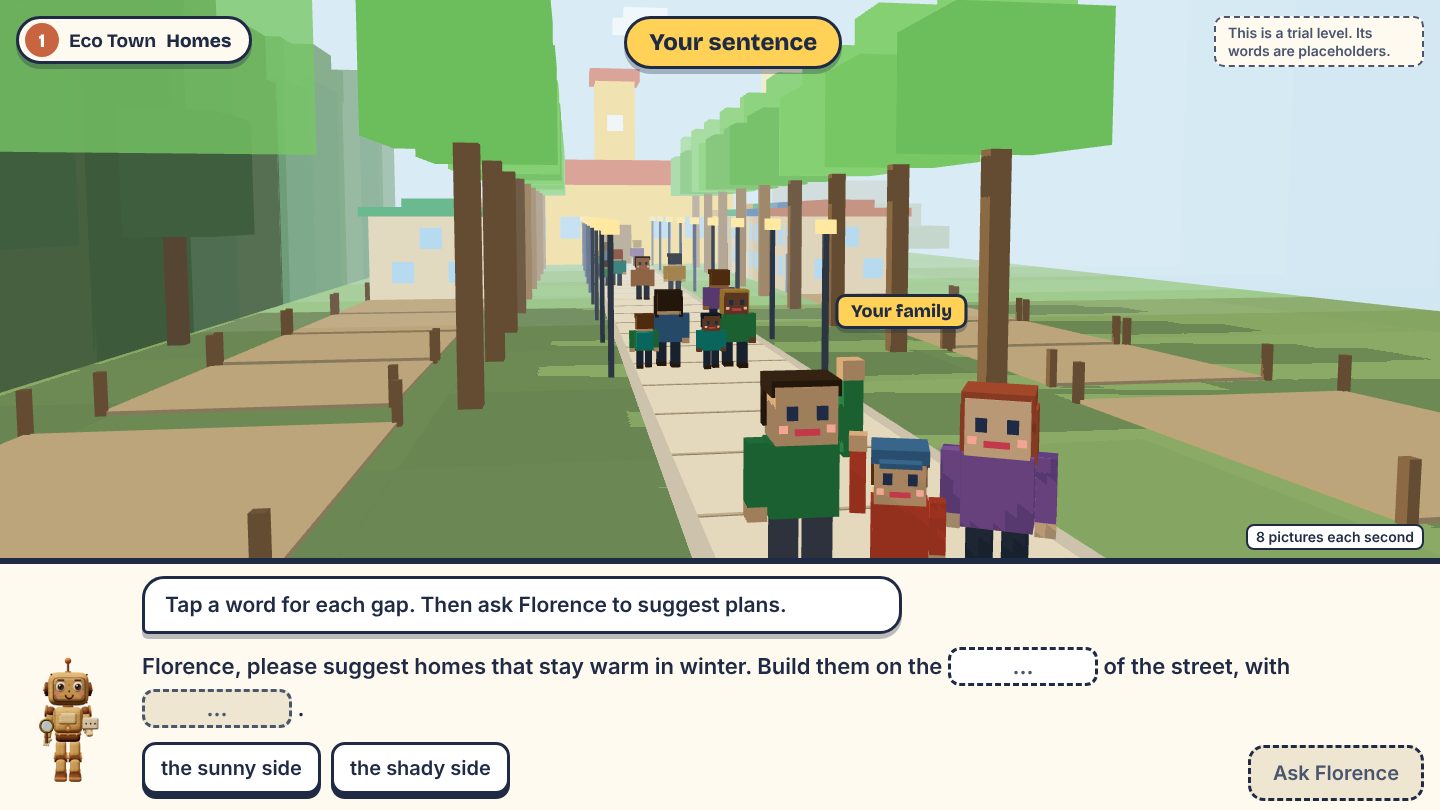 1 Eco Town Homes
Your sentence
This is a trial level. Its
words are placeholders.
Your family
8 pictures each second
Tap a word for each gap. Then ask Florence to suggest plans.
Florence, please suggest homes that stay warm in winter. Build them on the ... of the street, with
... .
the sunny side
the shady side
Ask Florence